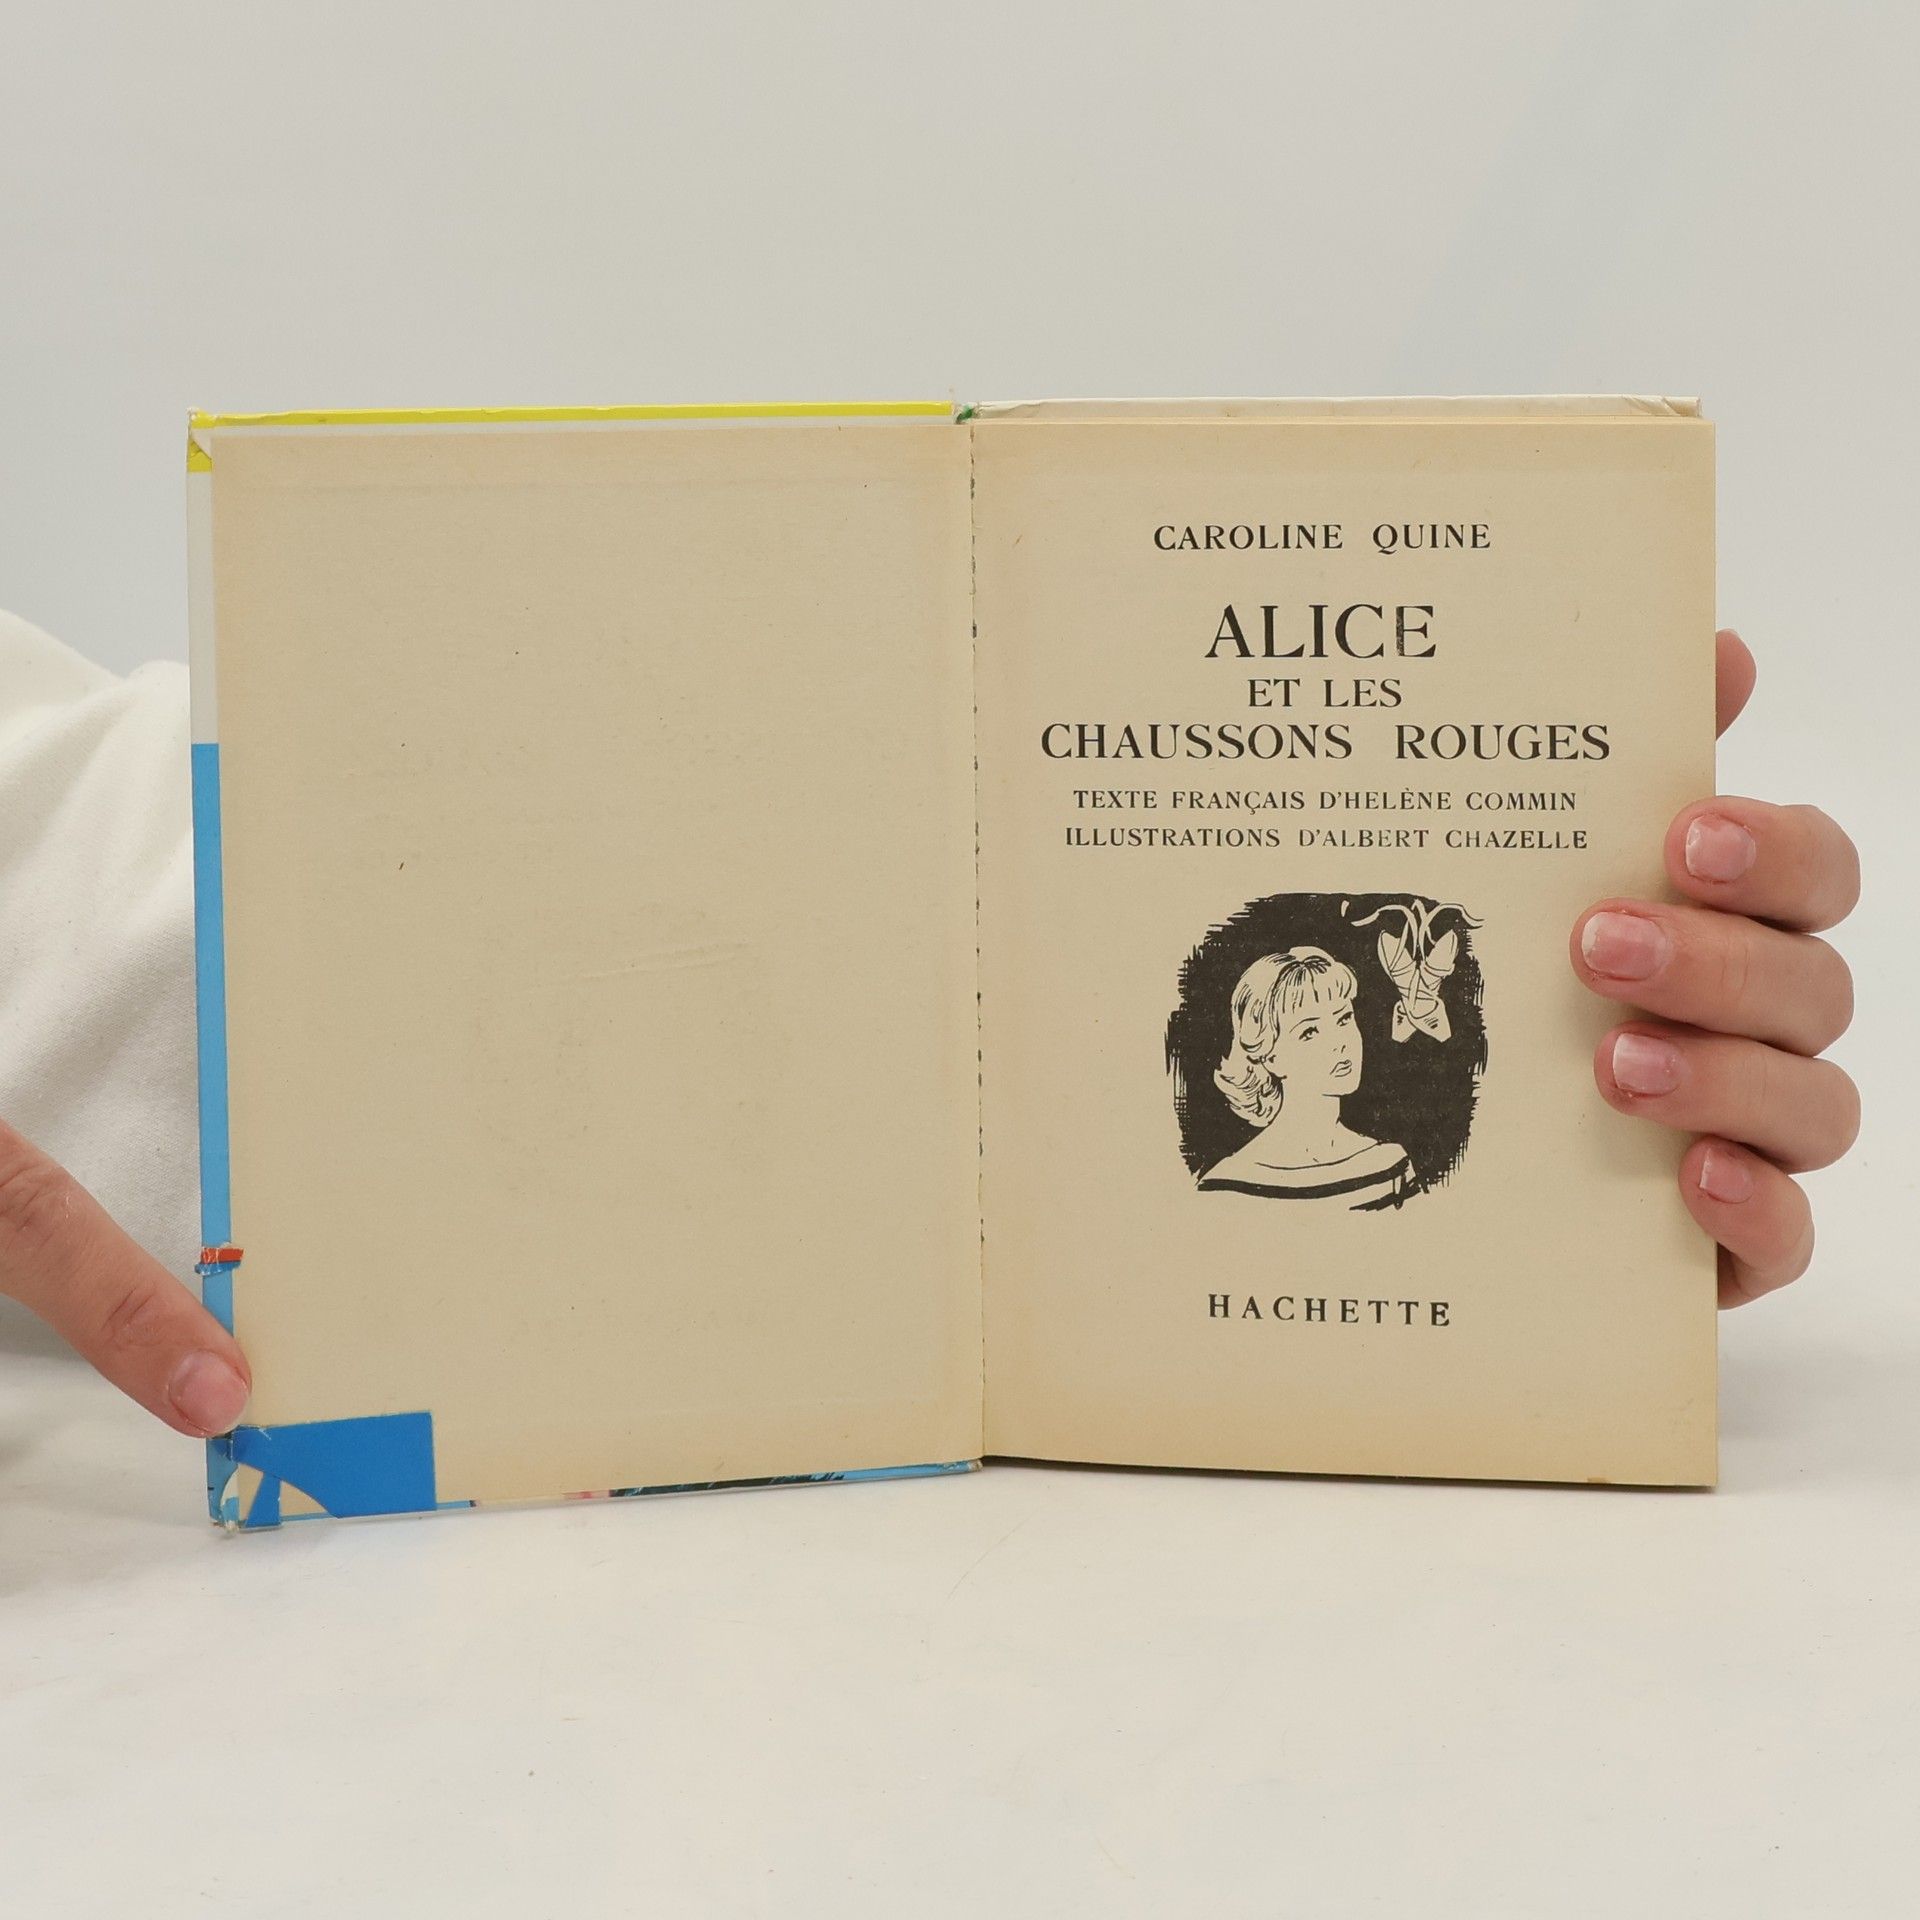 CAROLINE QUINE
ALICE
ET LES
CHAUSSONS ROUGES
TEXTE FRANÇAIS D'HELÈNE COMMIN
ILLUSTRATIONS D'ALBERT CHAZELLE
HACHETTE